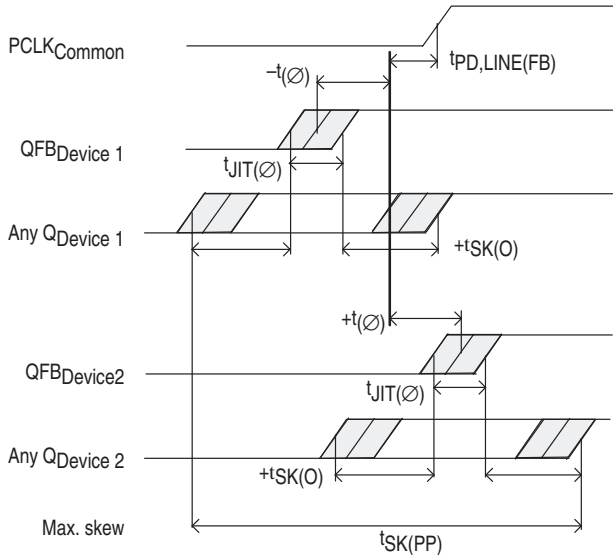 PCLKCommon
tPD,LINE(FB)
–t(∅)
QFBDevice 1
tJIT(∅)
Any QDevice 1
+tSK(O)
+t(∅)
QFBDevice2
tJIT(∅)
Any QDevice 2
+tSK(O)
Max. skew
tSK(PP)